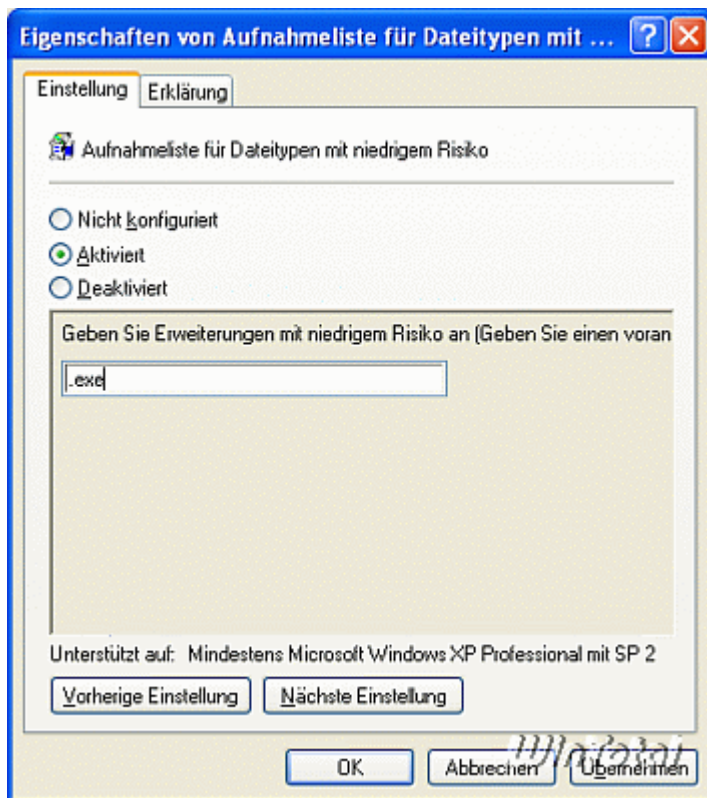 Eigenschaften von Aufnahmeliste für Dateitypen mit ...
Einstellung
Erklärung
Aufnahmeliste für Dateitypen mit niedrigem Risiko
Nicht konfiguriert
Aktiviert
Deaktiviert
Geben Sie Erweiterungen mit niedrigem Risiko an (Geben Sie einen voran
.exe
Unterstützt auf: Mindestens Microsoft Windows XP Professional mit SP 2
Vorherige Einstellung
Nächste Einstellung
OK
Abbrechen
Übernehmen
WinTotal